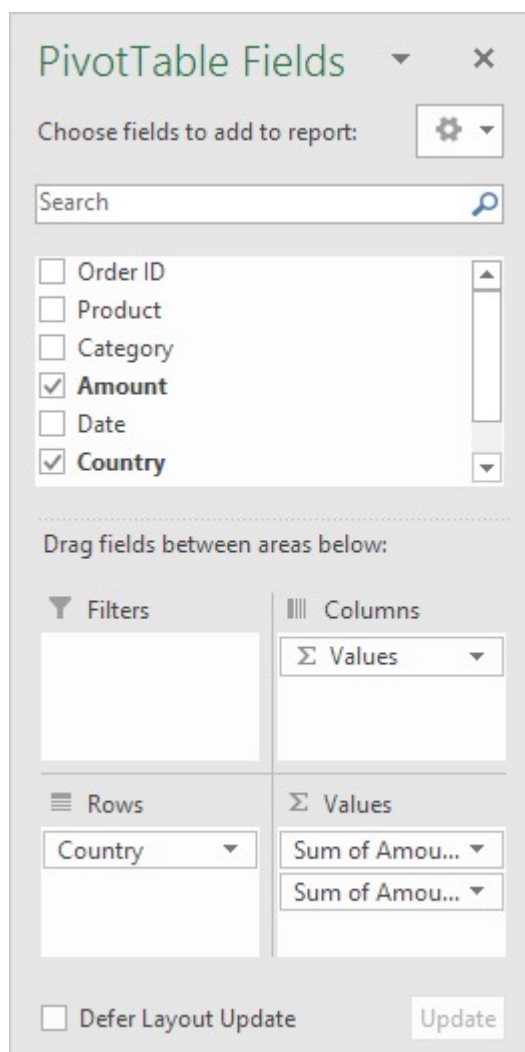 PivotTable Fields
Choose fields to add to report:
Search
Order ID
Product
Category
Amount
Date
Country
Drag fields between areas below:
Filters
Columns
Σ Values
Rows
Σ Values
Country
Sum of Amou...
Sum of Amou...
Defer Layout Update
Update